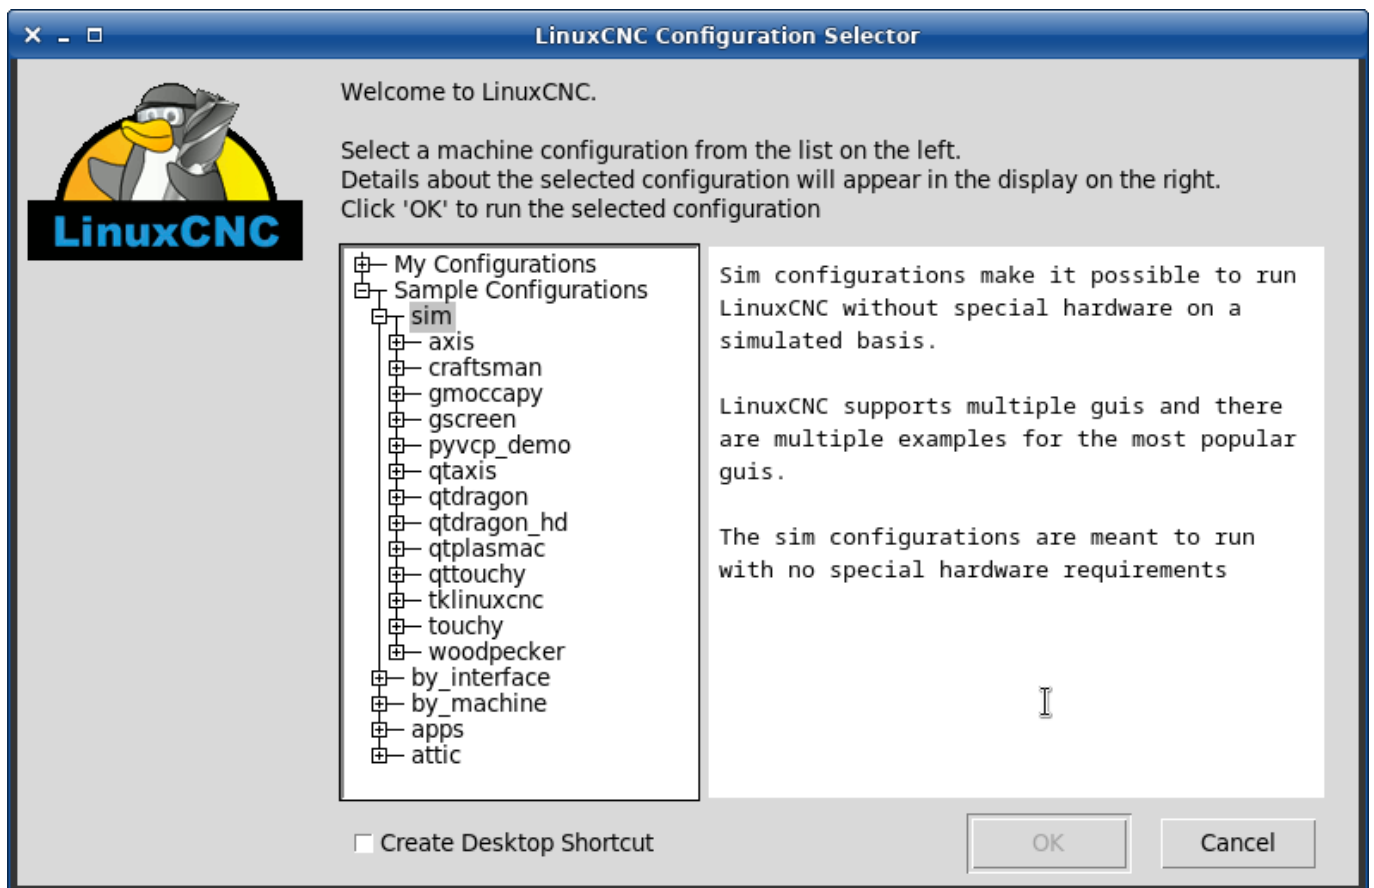 LinuxCNC Configuration Selector
LinuxCNC
Welcome to LinuxCNC.
Select a machine configuration from the list on the left.
Details about the selected configuration will appear in the display on the right.
Click 'OK' to run the selected configuration
My Configurations
Sample Configurations
sim
axis
craftsman
gmoccapy
gscreen
pyvcp_demo
qtaxis
qtdragon
qtdragon_hd
qtplasmac
qttouchy
tklinuxcnc
touchy
woodpecker
by_interface
by_machine
apps
attic
Sim configurations make it possible to run
LinuxCNC without special hardware on a
simulated basis.
LinuxCNC supports multiple guis and there
are multiple examples for the most popular
guis.
The sim configurations are meant to run
with no special hardware requirements
Create Desktop Shortcut
OK
Cancel